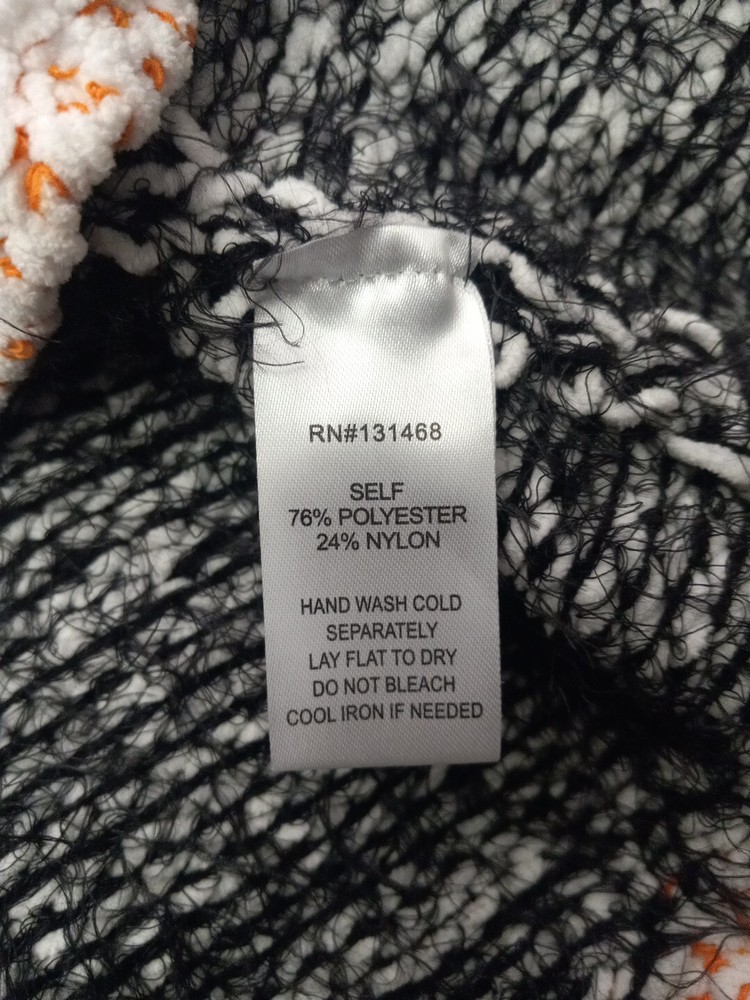 RN#131468
SELF
76% POLYESTER
24% NYLON
HAND WASH COLD
SEPARATELY
LAY FLAT TO DRY
DO NOT BLEACH
COOL IRON IF NEEDED